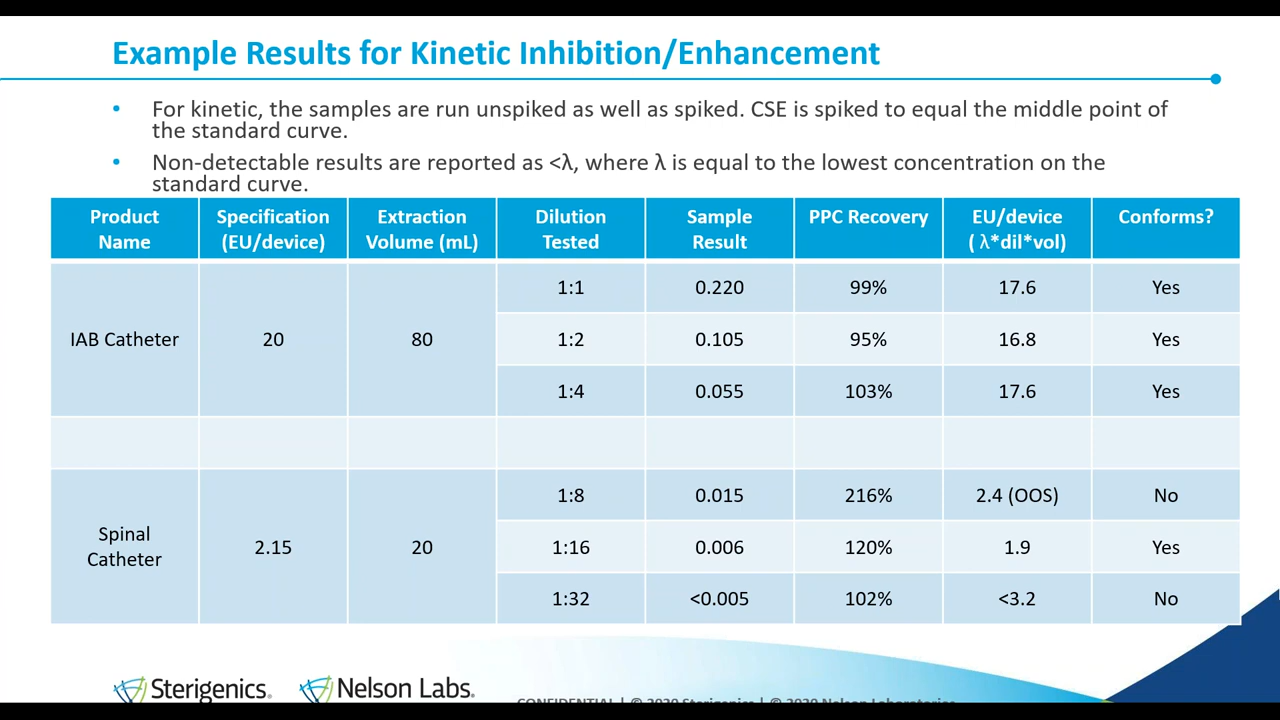 Example Results for Kinetic Inhibition/Enhancement
• For kinetic, the samples are run unspiked as well as spiked. CSE is spiked to equal the middle point of
the standard curve.
• Non-detectable results are reported as <λ, where λ is equal to the lowest concentration on the
standard curve.
Product Name Specification (EU/device) Extraction Volume (mL) Dilution Tested Sample Result PPC Recovery EU/device ( λ*dil*vol) Conforms?
1:1 0.220 99% 17.6 Yes
IAB Catheter 20 80 1:2 0.105 95% 16.8 Yes
1:4 0.055 103% 17.6 Yes
1:8 0.015 216% 2.4 (OOS) No
Spinal Catheter 2.15 20 1:16 0.006 120% 1.9 Yes
1:32 <0.005 102% <3.2 No
Sterigenics® Nelson Labs®
CONFIDENTIAL | © 2020 Sterigenics | © 2020 Nelson Laboratories